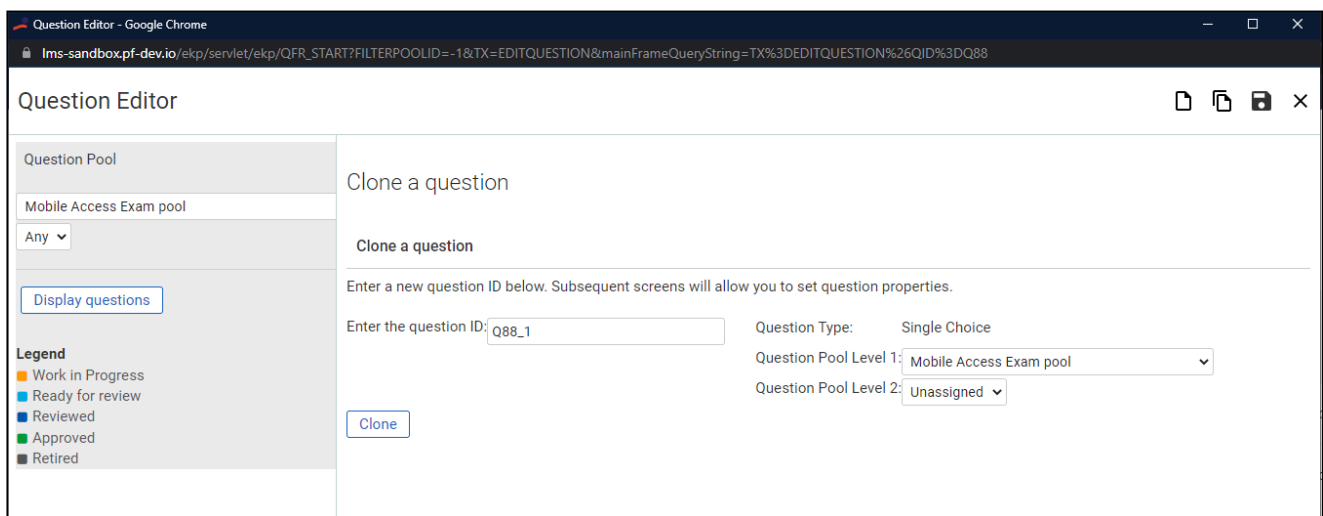 Question Editor - Google Chrome
lms-sandbox.pf-dev.io/ekp/servlet/ekp/QFR_START?FILTERPOOLID=-1&TX=EDITQUESTION&mainFrameQueryString=TX%3DEDITQUESTION%26QID%3DQ88
Question Editor
Question Pool
Mobile Access Exam pool
Any
Display questions
Legend
Work in Progress
Ready for review
Reviewed
Approved
Retired
Clone a question
Clone a question
Enter a new question ID below. Subsequent screens will allow you to set question properties.
Enter the question ID: Q88_1
Question Type: Single Choice
Question Pool Level 1: Mobile Access Exam pool
Question Pool Level 2: Unassigned
Clone